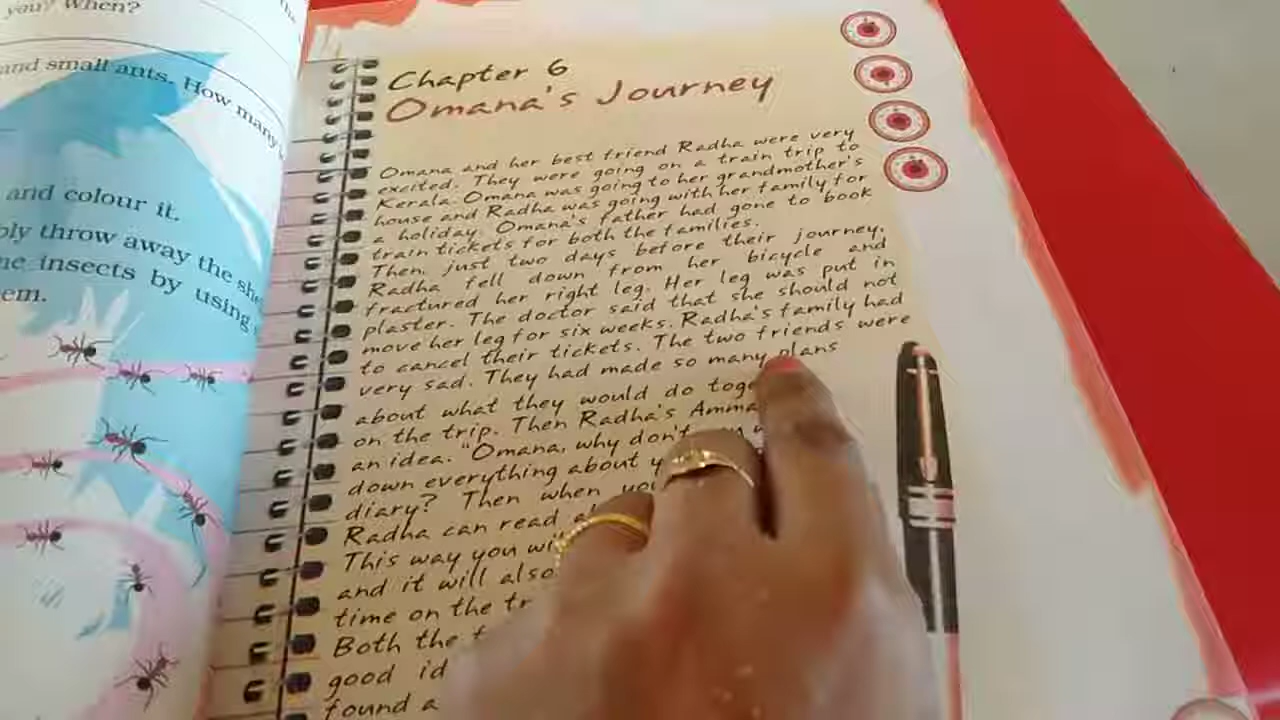 you? When?
and small ants. How many
and colour it.
throw away the
insects by using
em.
Chapter 6
Omana's Journey
Omana and her best friend Radha were very
excited. They were going on a train trip to
Kerala. Omana was going to her grandmother's
house and Radha was going with her family for
a holiday. Omana's father had gone to book
train tickets for both the families.
Then, just two days before their journey,
Radha fell down from her bicycle and
fractured her right leg. Her leg was put in
plaster. The doctor said that she should not
move her leg for six weeks. Radha's family had
to cancel their tickets. The two friends were
very sad. They had made so many plans
about what they would do
on the trip. Then Radha's Amma
an idea. "Omana, why don't
down everything about
diary? Then when you
Radha can read
This way you
and it will also
time on the
Both the
good
found a